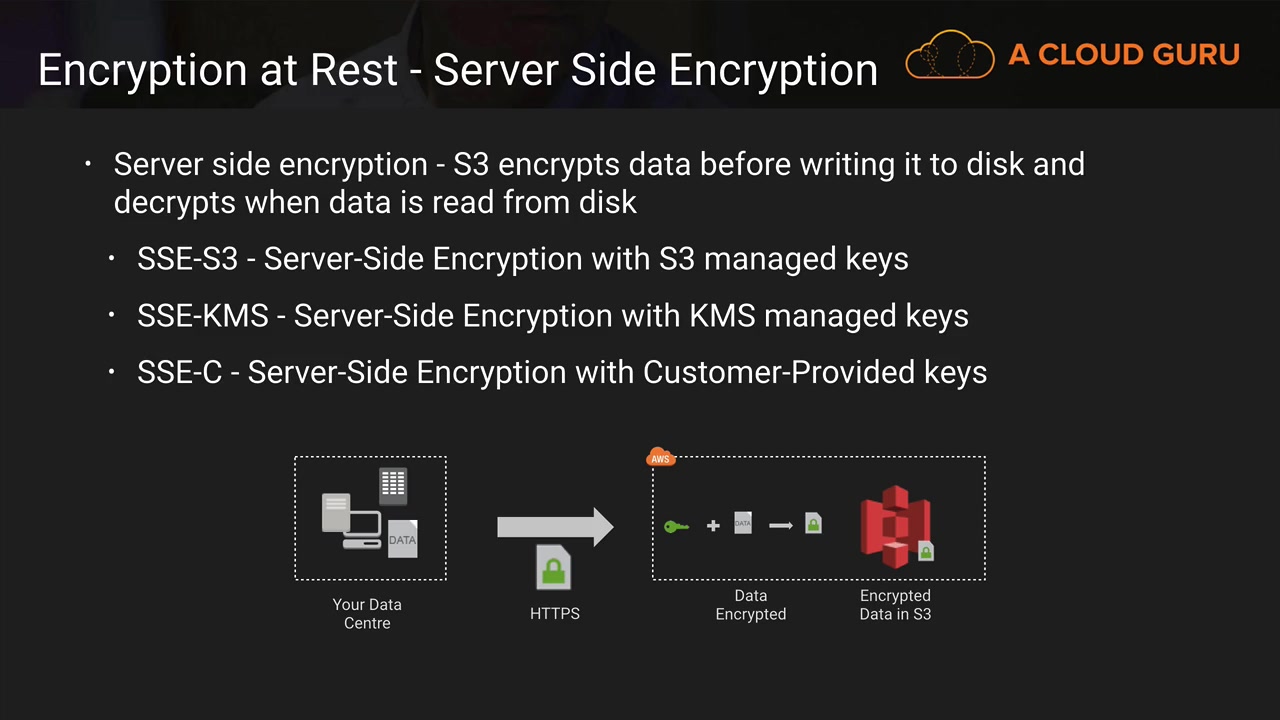 Encryption at Rest - Server Side Encryption
A CLOUD GURU
• Server side encryption - S3 encrypts data before writing it to disk and
decrypts when data is read from disk
• SSE-S3 - Server-Side Encryption with S3 managed keys
• SSE-KMS - Server-Side Encryption with KMS managed keys
• SSE-C - Server-Side Encryption with Customer-Provided keys
DATA
Your Data
Centre
HTTPS
AWS
DATA
Data
Encrypted
Encrypted
Data in S3